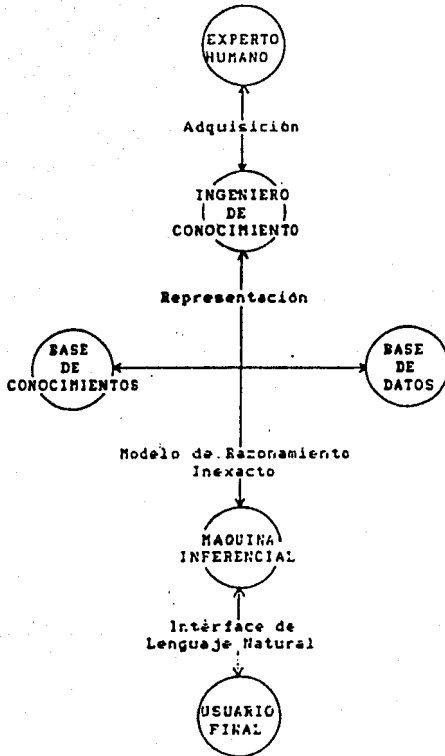 EXPERTO
HUMANO
Adquisición
INGENIERO
DE
CONOCIMIENTO
Representación
BASE
DE
CONOCIMIENTOS
BASE
DE
DATOS
Modelo de Razonamiento
Inexacto
MAQUINA
INFERENCIAL
Intèrface de
Lenguaje Natural
USUARIO
FINAL